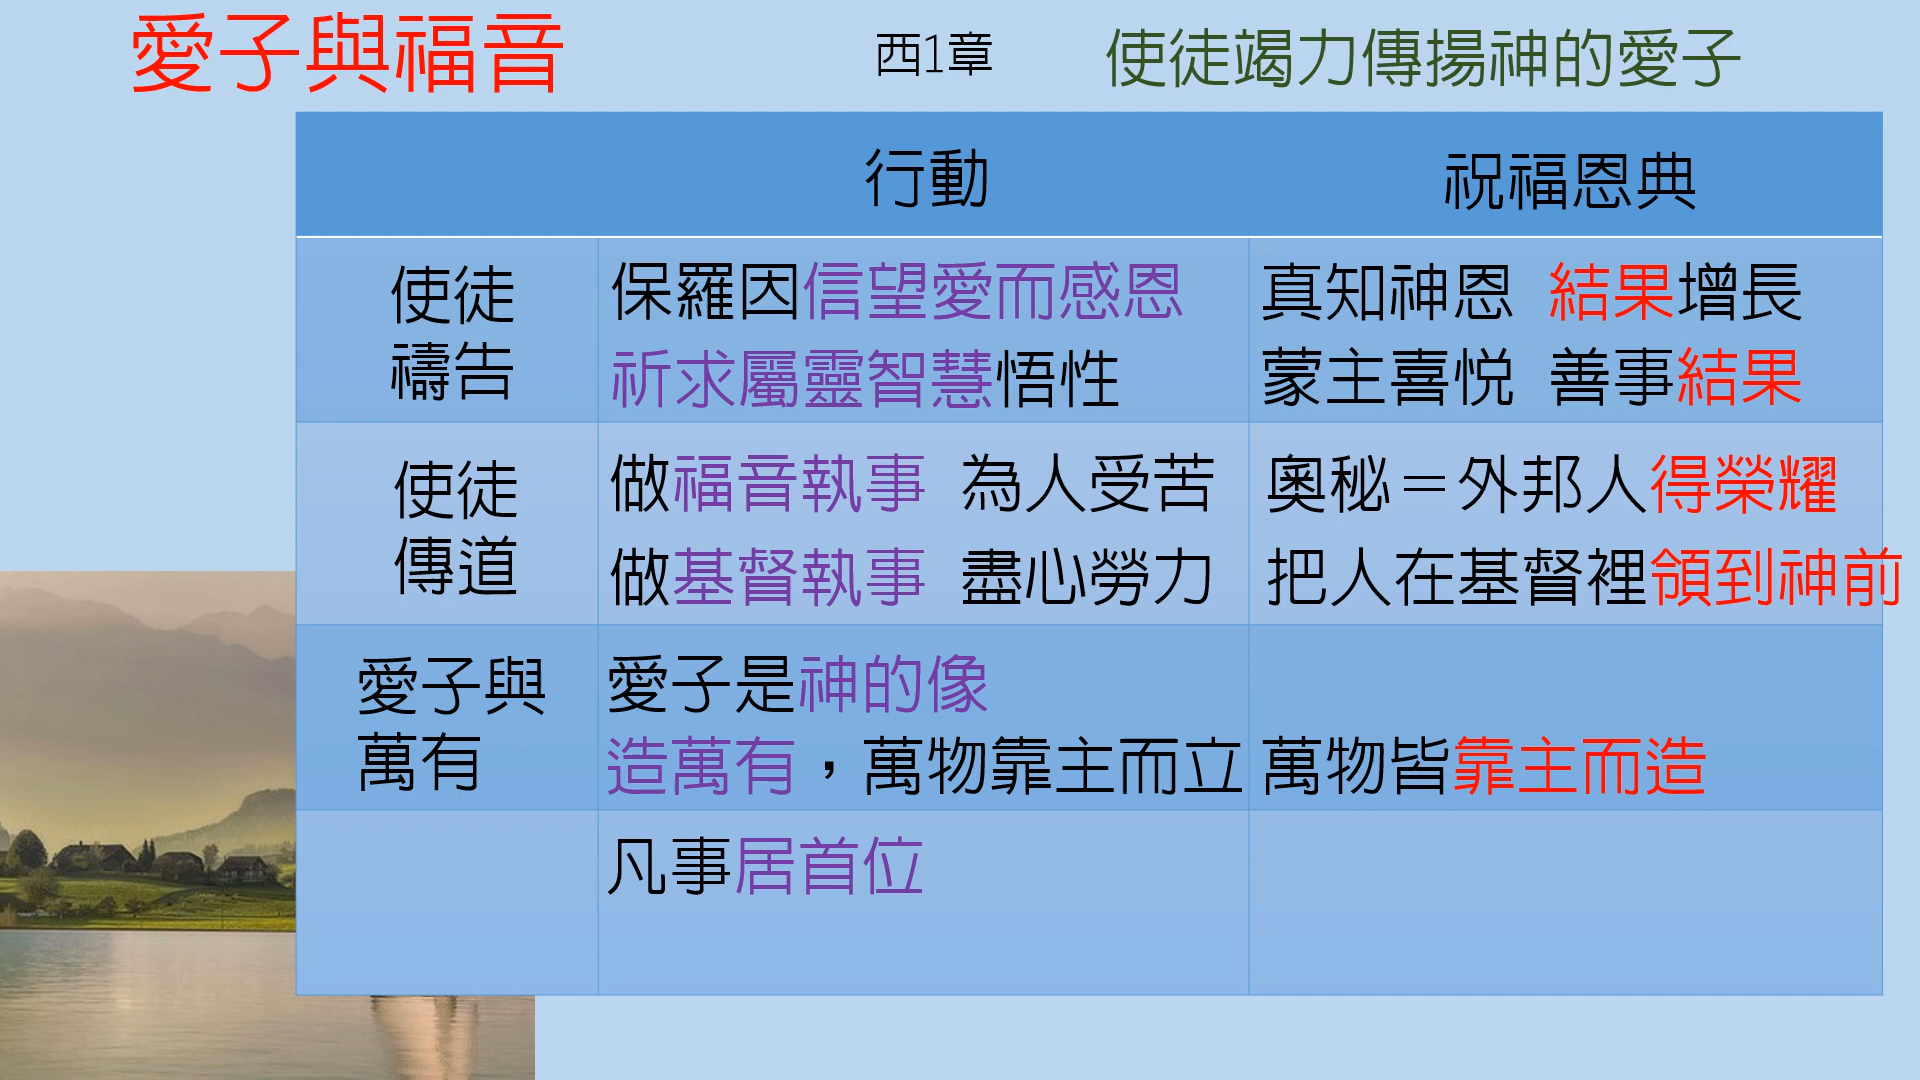 愛子與福音 西1章 使徒竭力傳揚神的愛子
行動 祝福恩典
使徒
禱告
保羅因信望愛而感恩
祈求屬靈智慧悟性
真知神恩 結果增長
蒙主喜悅 善事結果
使徒
傳道
做福音執事 為人受苦
做基督執事 盡心勞力
奧秘＝外邦人得榮耀
把人在基督裡領到神前
愛子與
萬有
愛子是神的像
造萬有，萬物靠主而立
萬物皆靠主而造
凡事居首位